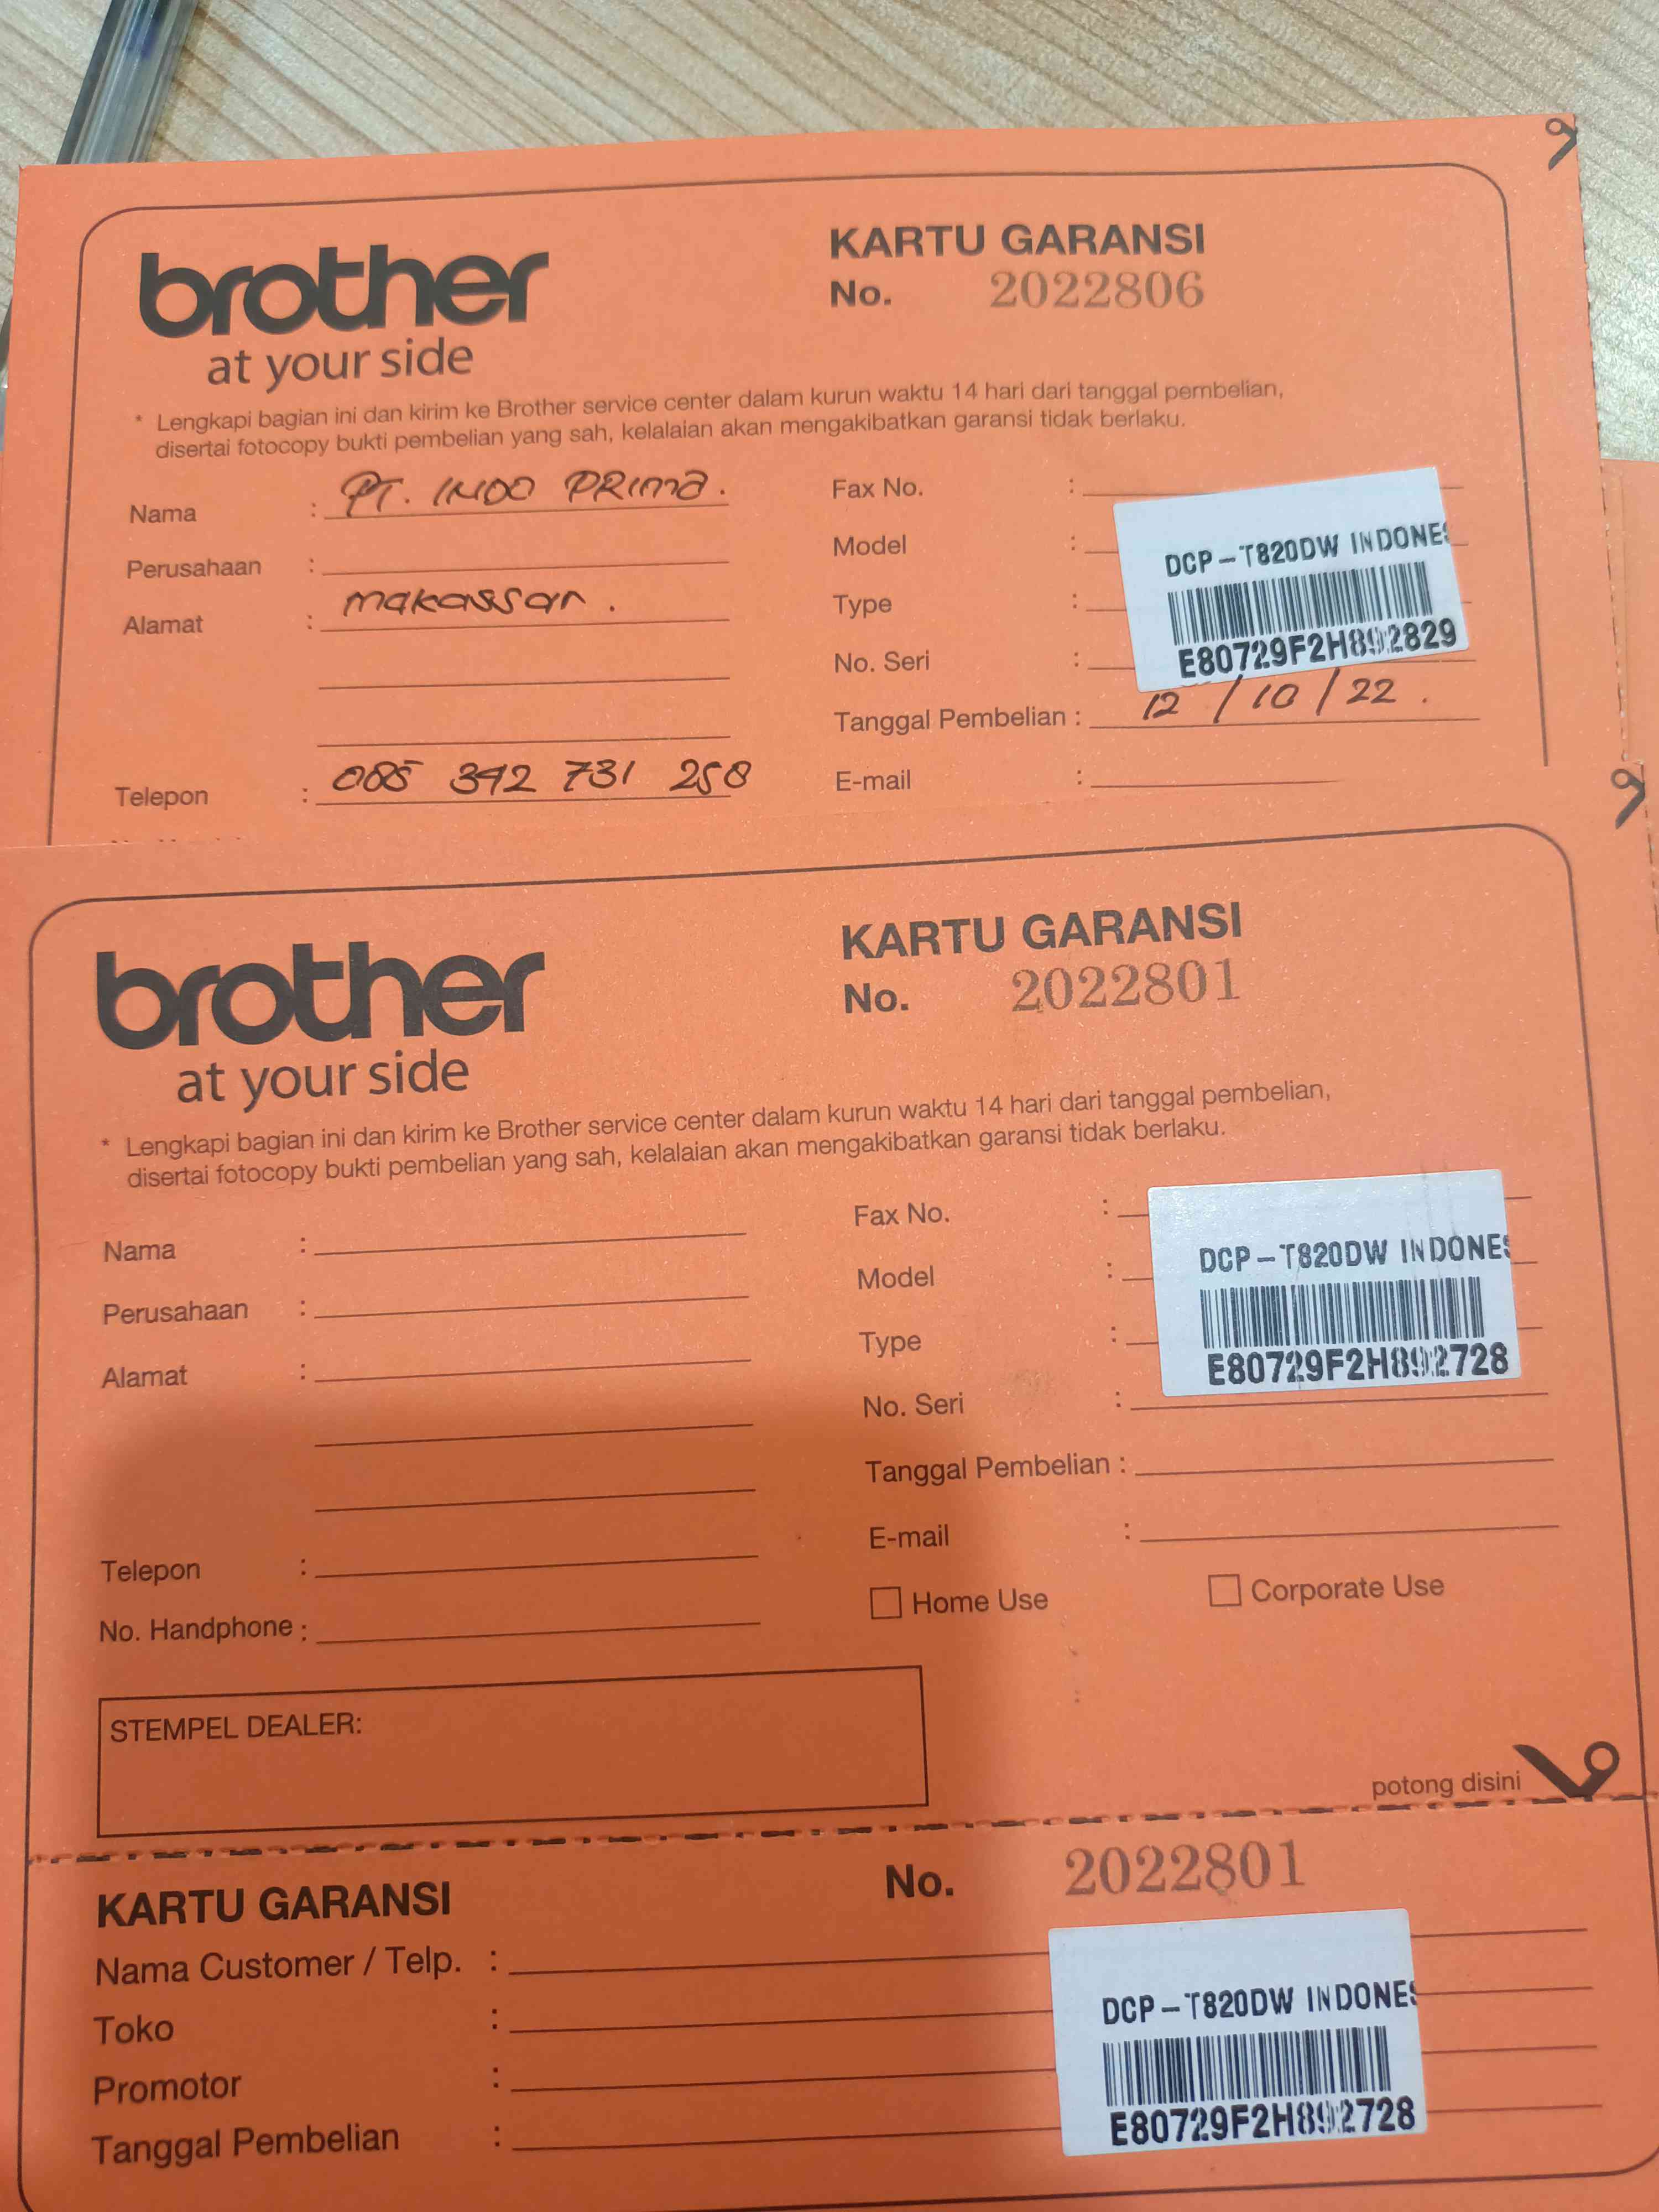 brother
at your side
KARTU GARANSI
No. 2022806
* Lengkapi bagian ini dan kirim ke Brother service center dalam kurun waktu 14 hari dari tanggal pembelian,
disertai fotocopy bukti pembelian yang sah, kelalaian akan mengakibatkan garansi tidak berlaku.
Nama : PT. INDO PRIMA.
Perusahaan :
Alamat : makassar.
Telepon : 085 342 731 258
Fax No. :
Model :
Type :
No. Seri :
DCP-T820DW INDONES
E80729F2H892829
Tanggal Pembelian : 12 / 10 / 22.
E-mail :
brother
at your side
KARTU GARANSI
No. 2022801
* Lengkapi bagian ini dan kirim ke Brother service center dalam kurun waktu 14 hari dari tanggal pembelian,
disertai fotocopy bukti pembelian yang sah, kelalaian akan mengakibatkan garansi tidak berlaku.
Nama :
Perusahaan :
Alamat :
Telepon :
No. Handphone :
Fax No. :
Model :
Type :
No. Seri :
DCP-T820DW INDONES
E80729F2H892728
Tanggal Pembelian :
E-mail :
Home Use
Corporate Use
STEMPEL DEALER:
potong disini
KARTU GARANSI
No. 2022801
Nama Customer / Telp. :
Toko :
Promotor :
Tanggal Pembelian :
DCP-T820DW INDONES
E80729F2H892728